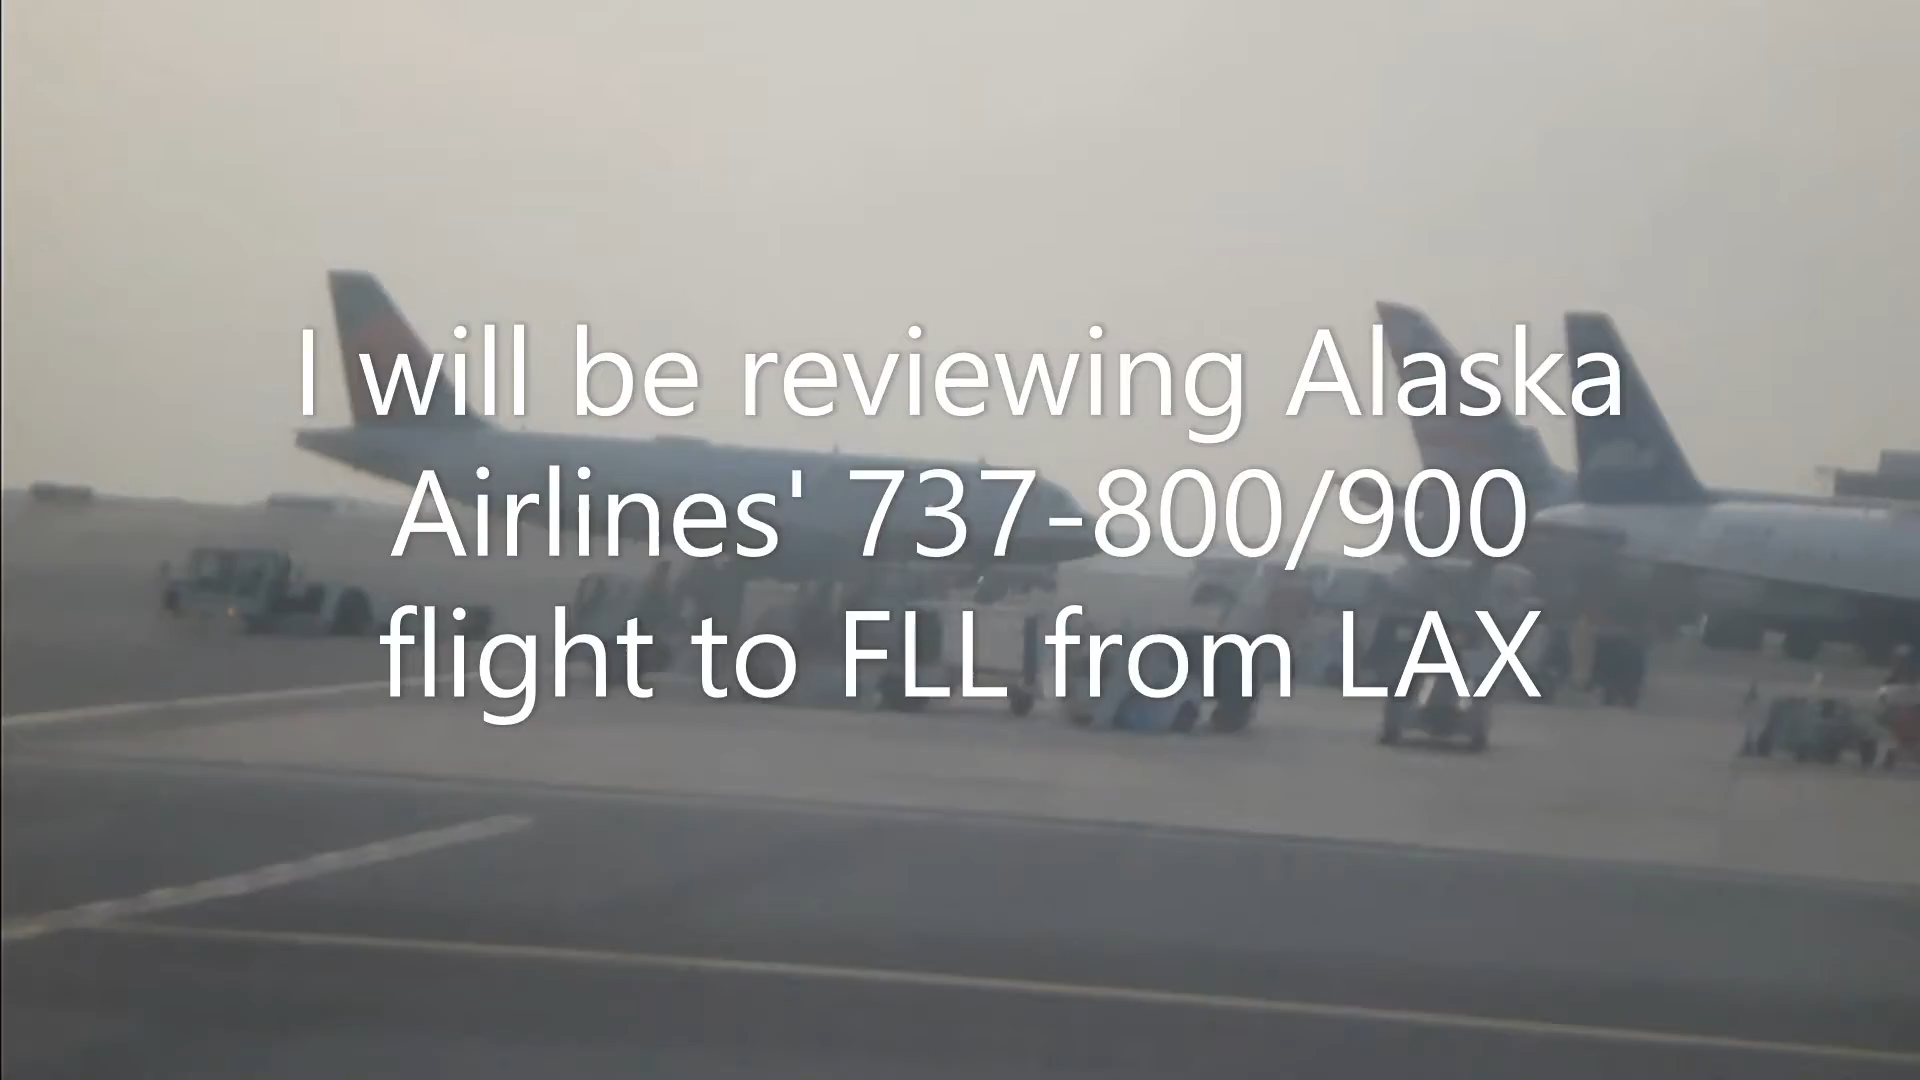 I will be reviewing Alaska
Airlines' 737-800/900
flight to FLL from LAX